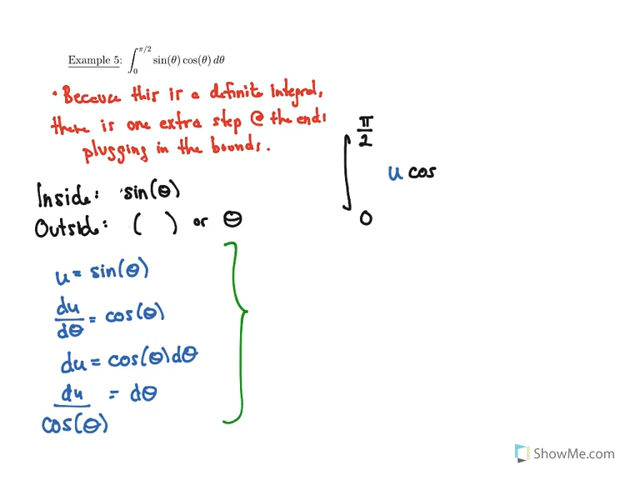 Example 5: ∫₀^{π/2} sin(θ) cos(θ) dθ
• Because this is a definite integral,
there is one extra step @ the end:
plugging in the bounds.
Inside: sin(θ)
Outside: ( ) or θ
u = sin(θ)
du/dθ = cos(θ)
du = cos(θ)dθ
du/cos(θ) = dθ
∫₀^{π/2} u cos
ShowMe.com